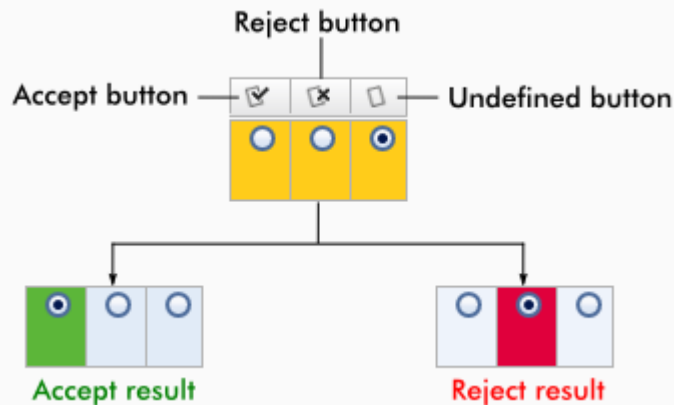 Reject button
Accept button
Undefined button
Accept result
Reject result